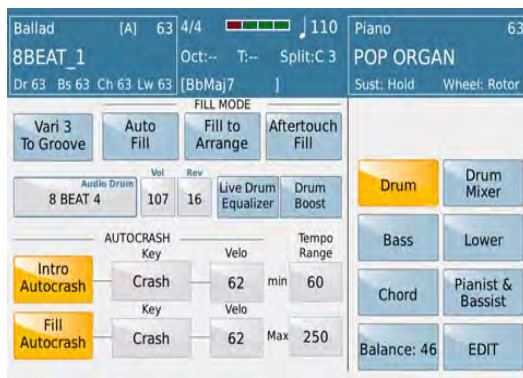 Ballad [A] 63 4/4 110 Piano 63
8BEAT_1 Oct:-- T:-- Split:C 3 POP ORGAN
Dr 63 Bs 63 Ch 63 Lw 63 [BbMaj7 ] Sust: Hold Wheel: Rotor
FILL MODE
Vari 3
To Groove
Auto
Fill
Fill to
Arrange
Aftertouch
Fill
Audio Drum
8 BEAT 4
Vol
107
Rev
16
Live Drum
Equalizer
Drum
Boost
AUTOCRASH
Key
Velo
Tempo
Range
Intro
Autocrash
Crash
62
min
60
Key
Velo
Fill
Autocrash
Crash
62
Max
250
Drum
Drum
Mixer
Bass
Lower
Chord
Pianist &
Bassist
Balance: 46
EDIT